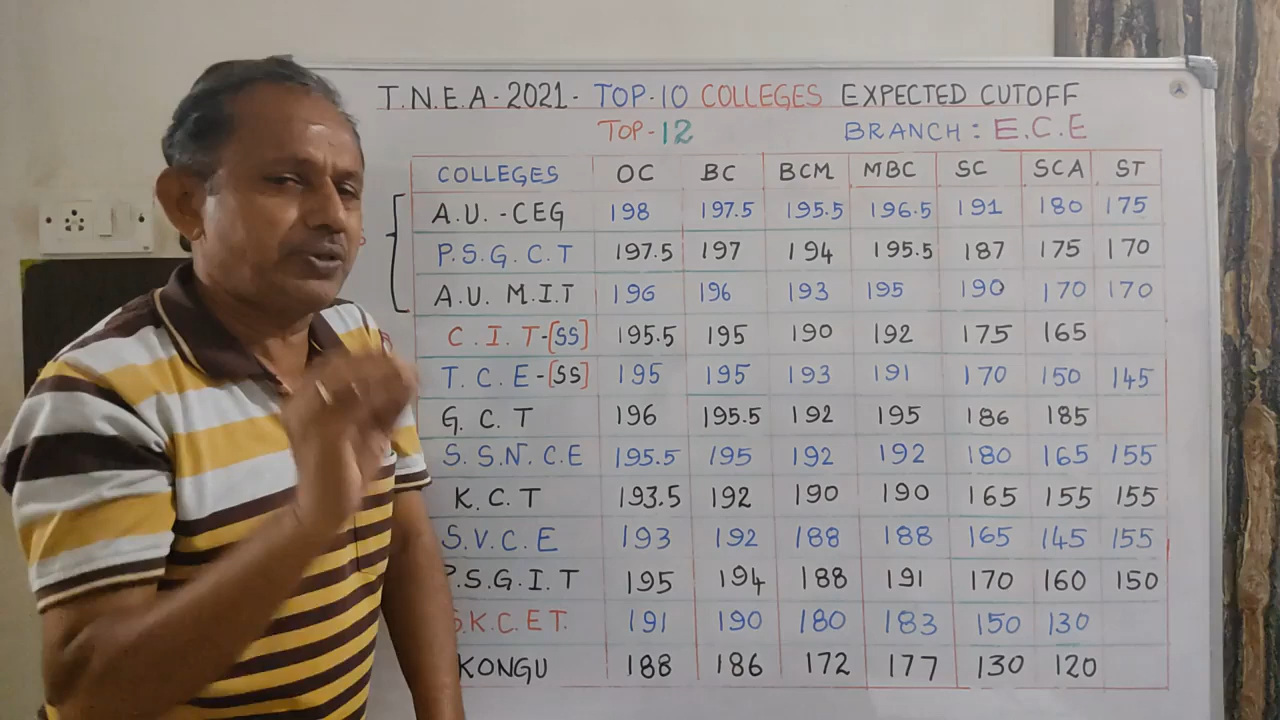 T.N.E.A-2021- TOP-10 COLLEGES EXPECTED CUTOFF
TOP-12 BRANCH: E.C.E
COLLEGES OC BC BCM MBC SC SCA ST
A.U.-CEG 198 197.5 195.5 196.5 191 180 175
P.S.G.C.T 197.5 197 194 195.5 187 175 170
A.U. M.I.T 196 196 193 195 190 170 170
C.I.T-[SS] 195.5 195 190 192 175 165
T.C.E-[SS] 195 195 193 191 170 150 145
G.C.T 196 195.5 192 195 186 185
S.S.N.C.E 195.5 195 192 192 180 165 155
K.C.T 193.5 192 190 190 165 155 155
S.V.C.E 193 192 188 188 165 145 155
P.S.G.I.T 195 194 188 191 170 160 150
S.K.C.E.T. 191 190 180 183 150 130
KONGU 188 186 172 177 130 120